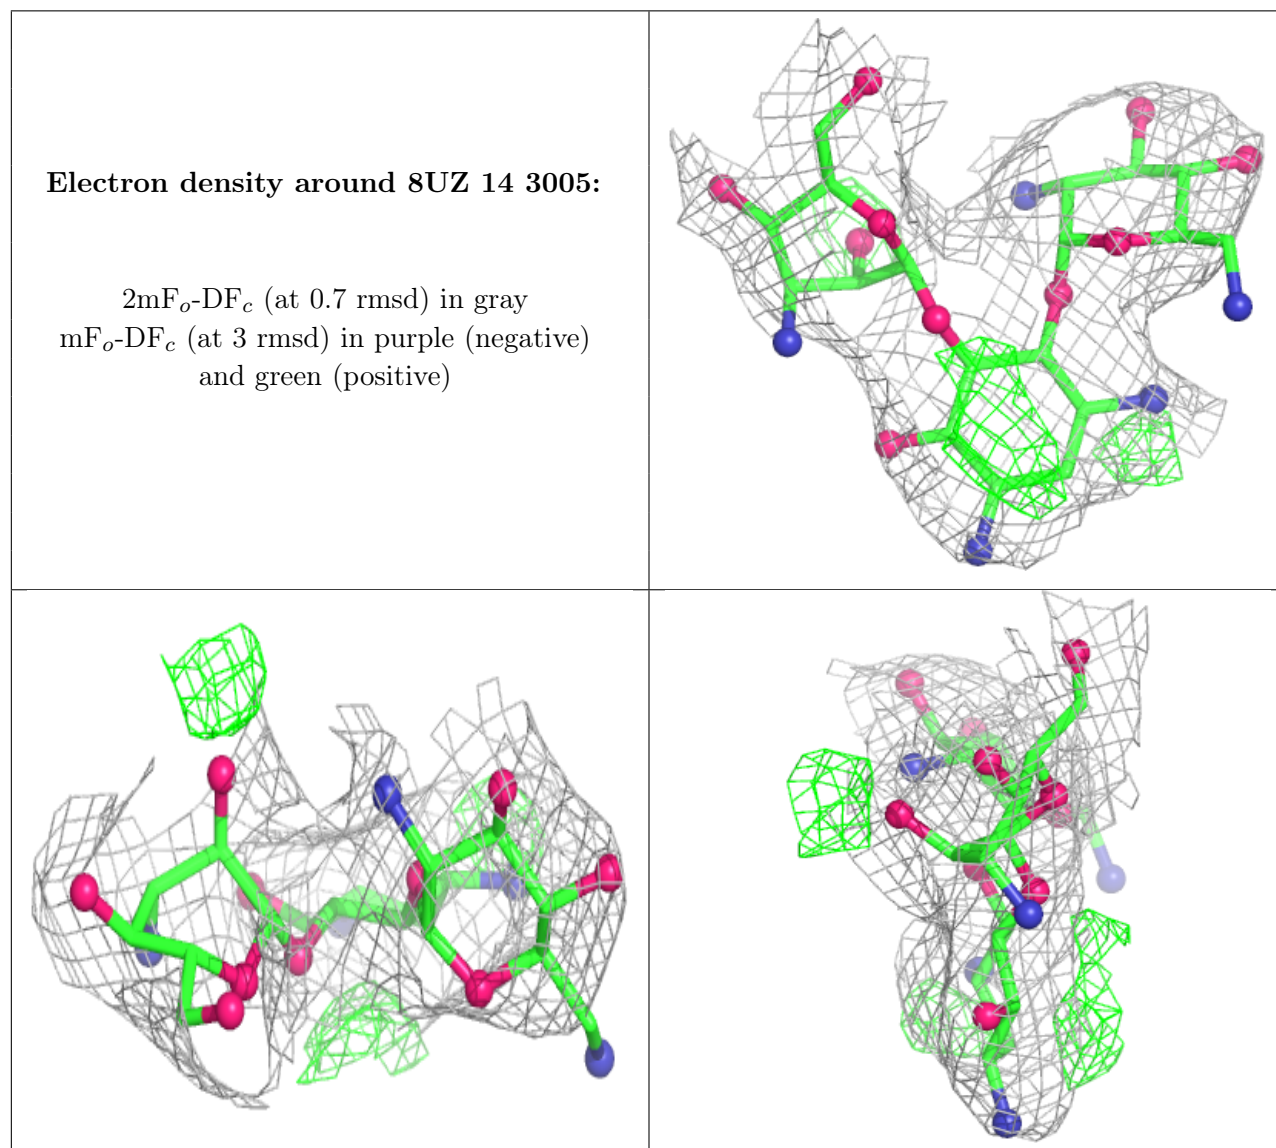 Electron density around 8UZ 14 3005:
2mFo-DFc (at 0.7 rmsd) in gray
mFo-DFc (at 3 rmsd) in purple (negative)
and green (positive)